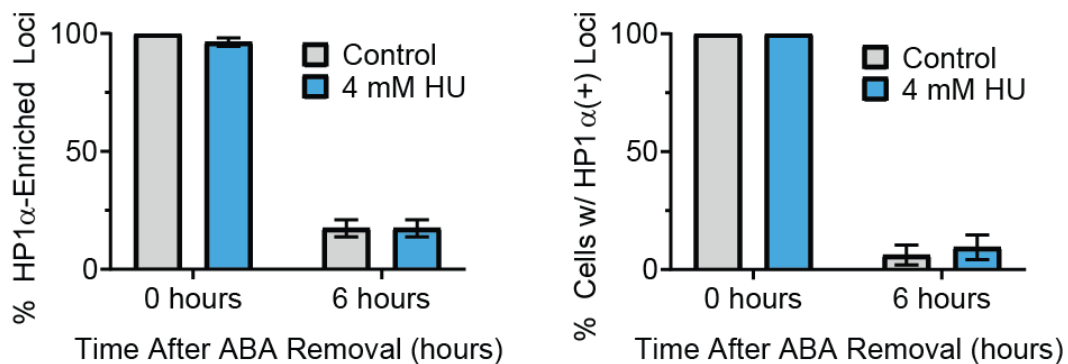 % HP1α-Enriched Loci
100
50
0
Control
4 mM HU
0 hours
6 hours
Time After ABA Removal (hours)
% Cells w/ HP1α(+) Loci
100
50
0
Control
4 mM HU
0 hours
6 hours
Time After ABA Removal (hours)